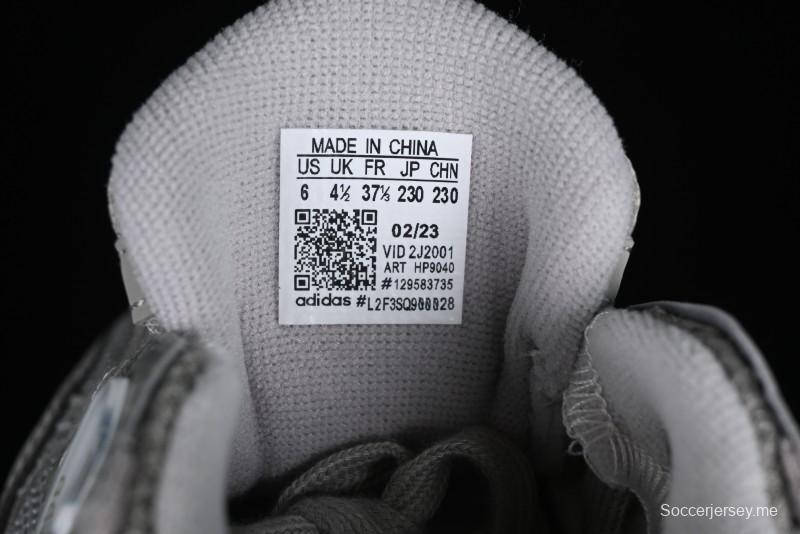 MADE IN CHINA
US UK FR JP CHN
6 4½ 37⅓ 230 230
02/23
VID 2J2001
ART HP9040
#129583735
adidas #L2F3SQ900028
Soccerjersey.me